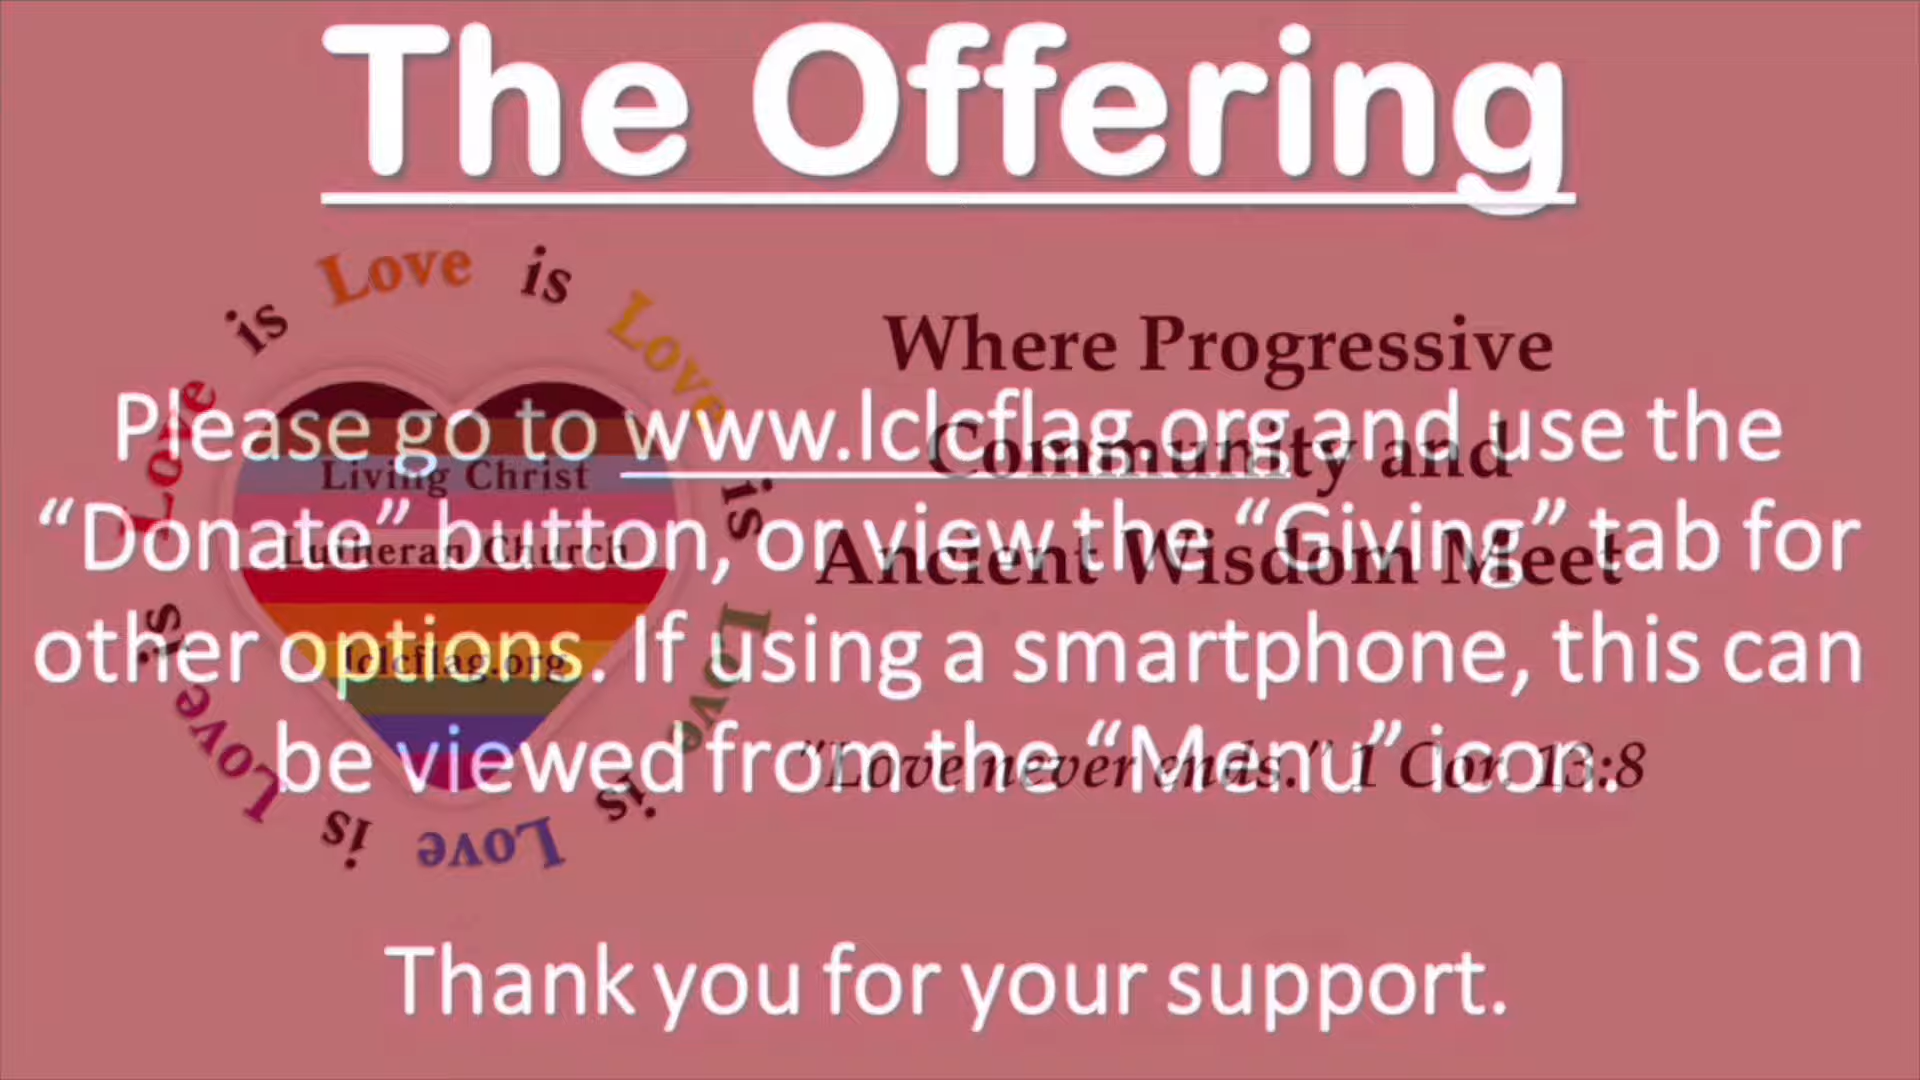 The Offering
Please go to www.lclcflag.org and use the
“Donate” button, or view the “Giving” tab for
other options. If using a smartphone, this can
be viewed from the “Menu” icon.
Thank you for your support.
Love is Love is Love is Love is Love is Love is
Living Christ
Lutheran Church
lclcflag.org
Where Progressive
Community and
Ancient Wisdom Meet
“Love never ends.” 1 Cor. 13:8